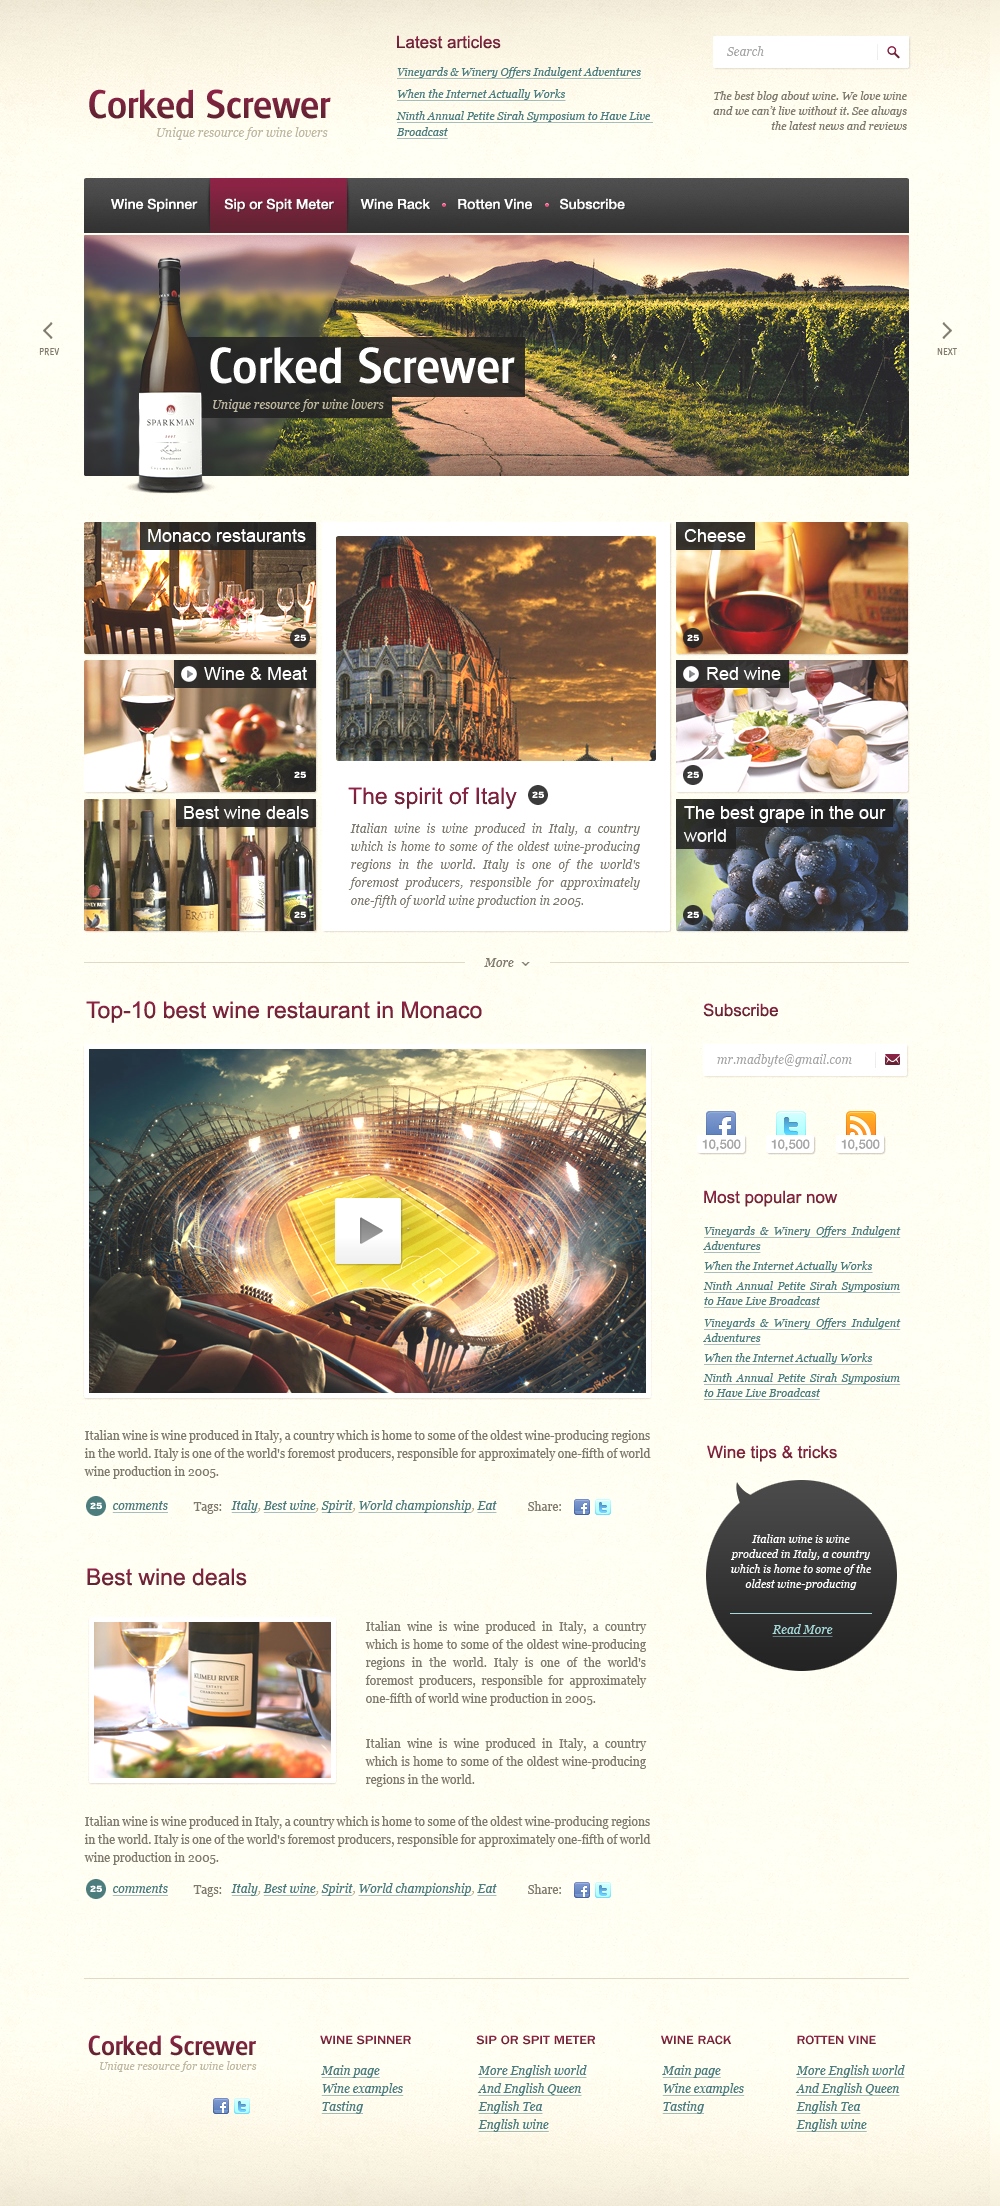 Latest articles
Vineyards & Winery Offers Indulgent Adventures
When the Internet Actually Works
Ninth Annual Petite Sirah Symposium to Have Live
Broadcast
Search
The best blog about wine. We love wine
and we can't live without it. See always
the latest news and reviews
Corked Screwer
Unique resource for wine lovers
Wine Spinner
Sip or Spit Meter
Wine Rack
Rotten Vine
Subscribe
PREV
NEXT
Corked Screwer
Unique resource for wine lovers
SPARKMAN
Monaco restaurants
25
Wine & Meat
25
Best wine deals
ERATH
25
The spirit of Italy 25
Italian wine is wine produced in Italy, a country
which is home to some of the oldest wine-producing
regions in the world. Italy is one of the world's
foremost producers, responsible for approximately
one-fifth of world wine production in 2005.
Cheese
25
Red wine
25
The best grape in the our
world
25
More
Top-10 best wine restaurant in Monaco
PIÑATA
Italian wine is wine produced in Italy, a country which is home to some of the oldest wine-producing regions
in the world. Italy is one of the world's foremost producers, responsible for approximately one-fifth of world
wine production in 2005.
25 comments Tags: Italy, Best wine, Spirit, World championship, Eat Share:
Best wine deals
KUMEU RIVER
ESTATE
CHARDONNAY
Italian wine is wine produced in Italy, a country
which is home to some of the oldest wine-producing
regions in the world. Italy is one of the world's
foremost producers, responsible for approximately
one-fifth of world wine production in 2005.
Italian wine is wine produced in Italy, a country
which is home to some of the oldest wine-producing
regions in the world.
Italian wine is wine produced in Italy, a country which is home to some of the oldest wine-producing regions
in the world. Italy is one of the world's foremost producers, responsible for approximately one-fifth of world
wine production in 2005.
25 comments Tags: Italy, Best wine, Spirit, World championship, Eat Share:
Subscribe
mr.madbyte@gmail.com
10,500
10,500
10,500
Most popular now
Vineyards & Winery Offers Indulgent
Adventures
When the Internet Actually Works
Ninth Annual Petite Sirah Symposium
to Have Live Broadcast
Vineyards & Winery Offers Indulgent
Adventures
When the Internet Actually Works
Ninth Annual Petite Sirah Symposium
to Have Live Broadcast
Wine tips & tricks
Italian wine is wine
produced in Italy, a country
which is home to some of the
oldest wine-producing
Read More
Corked Screwer
Unique resource for wine lovers
WINE SPINNER
Main page
Wine examples
Tasting
SIP OR SPIT METER
More English world
And English Queen
English Tea
English wine
WINE RACK
Main page
Wine examples
Tasting
ROTTEN VINE
More English world
And English Queen
English Tea
English wine